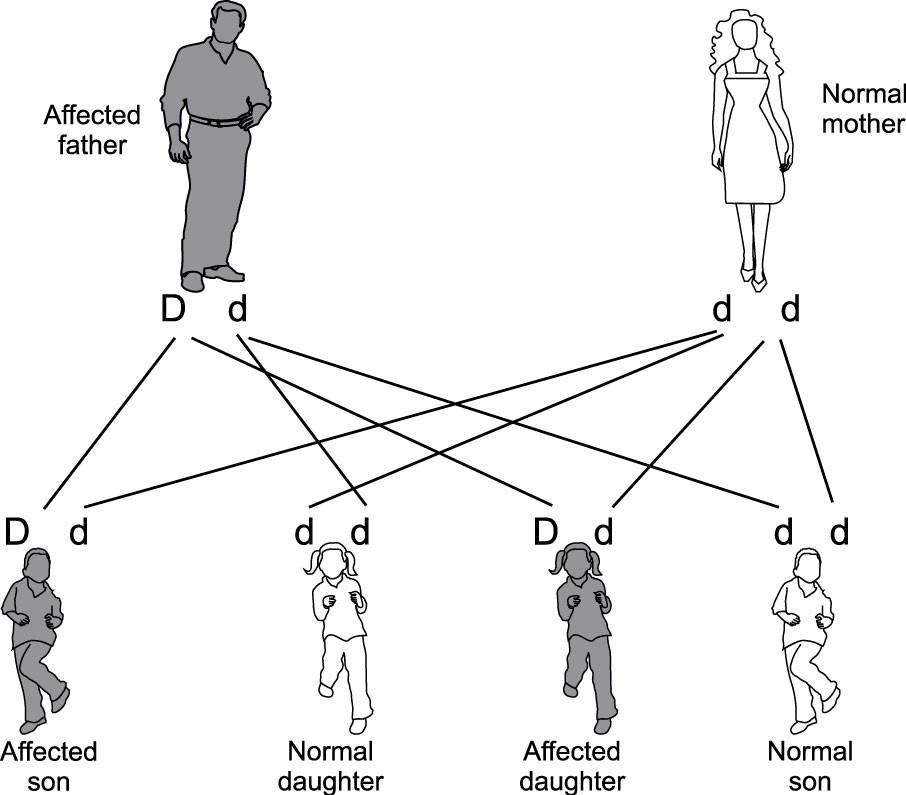 Affected
father
Normal
mother
D d d d
D d d d D d d d
Affected
son
Normal
daughter
Affected
daughter
Normal
son